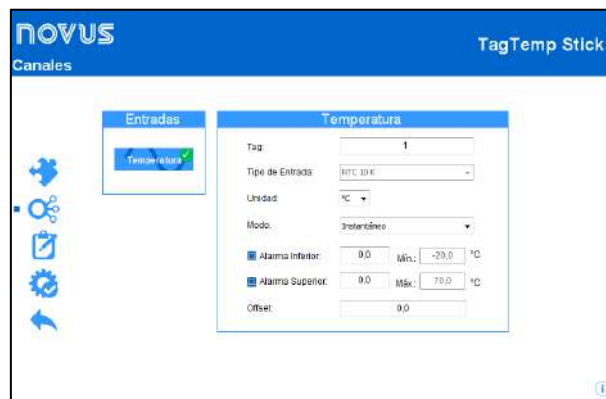 novus
TagTemp Stick
Canales
Entradas
Temperatura
Temperatura
Tag: 1
Tipo de Entrada: NTC 10 K
Unidad: °C
Modo: Instantáneo
Alarma Inferior: 0,0 Mín.: -20,0 °C
Alarma Superior: 0,0 Máx.: 70,0 °C
Offset: 0,0
i